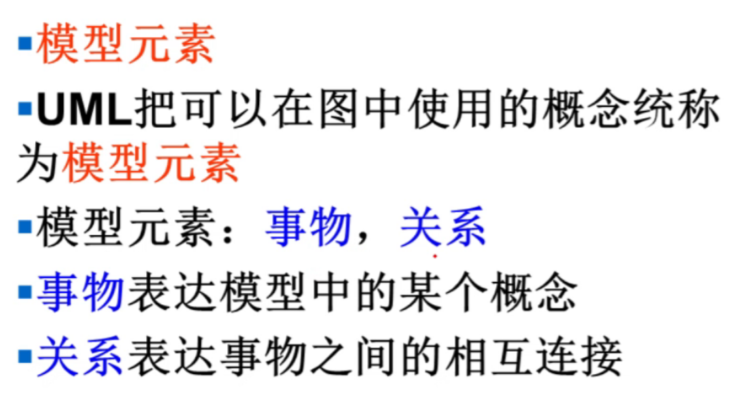 ▪模型元素
▪UML把可以在图中使用的概念统称
为模型元素
▪模型元素：事物，关系
▪事物表达模型中的某个概念
▪关系表达事物之间的相互连接